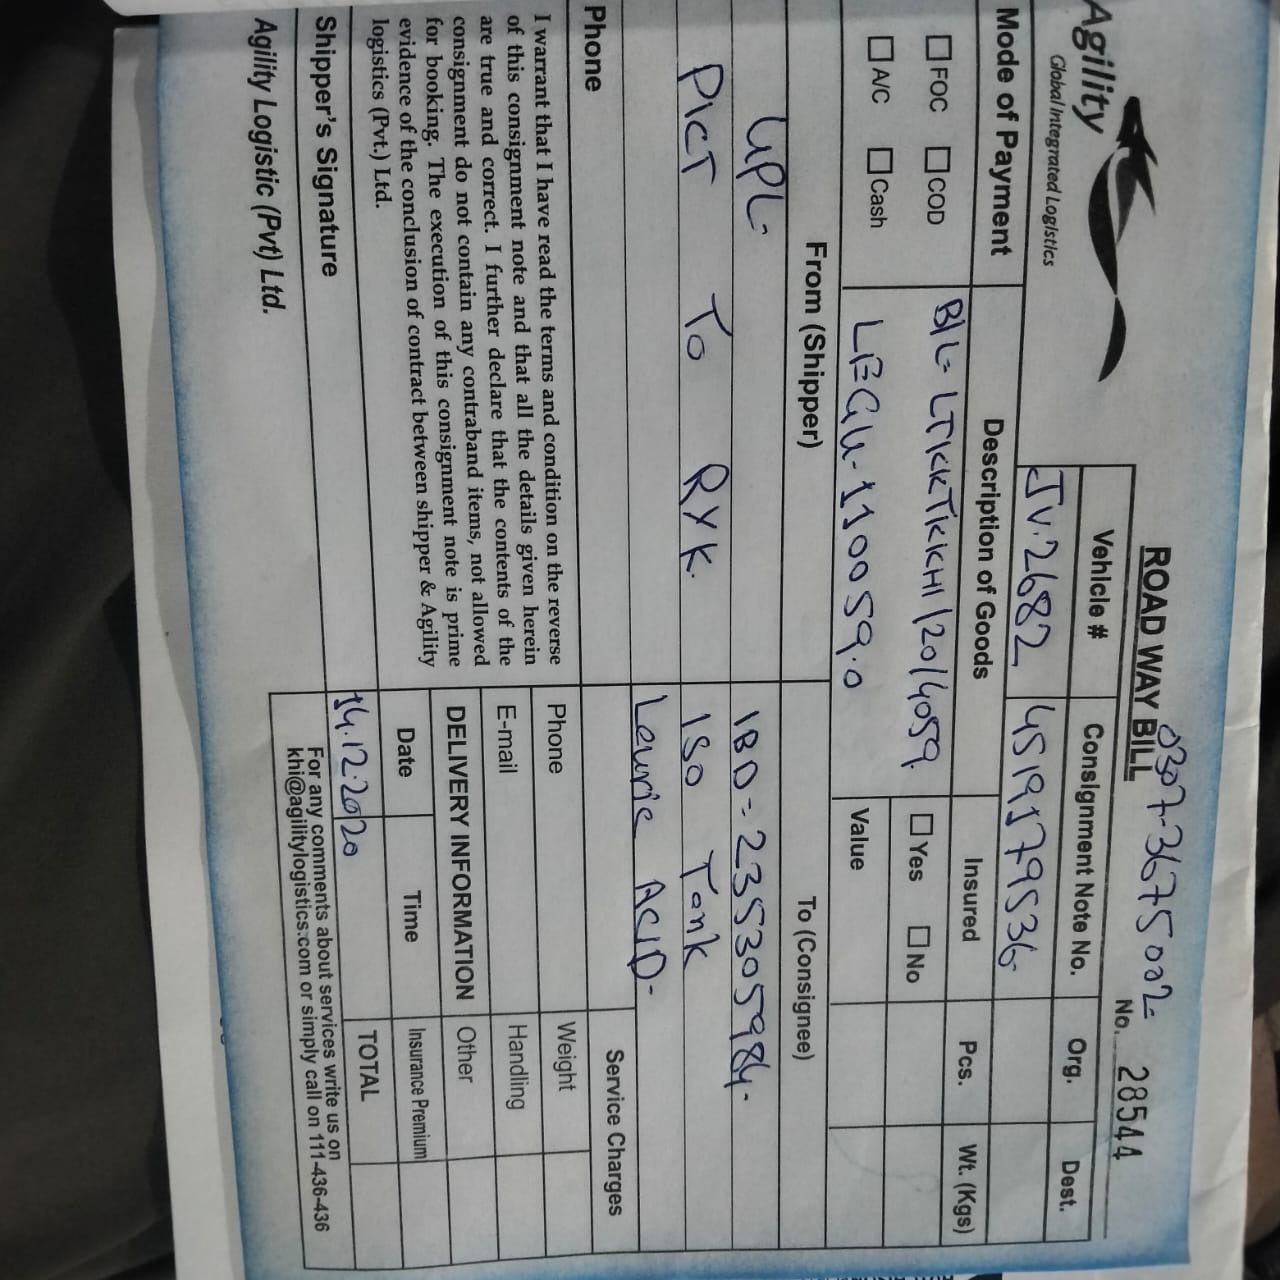 Agility
Global Integrated Logistics
ROAD WAY BILL
0307-3675002
No. 28544
Vehicle # Consignment Note No. Org. Dest.
JV.2682 4519179536
Mode of Payment Description of Goods Insured Pcs. Wt. (Kgs)
FOC COD
A/C Cash
B/L- LTKKTKKHI/20/4059
LEGU-110059.0
Yes No
Value
From (Shipper) To (Consignee)
UPL-
PICT To RYK.
IBD=235305984-
ISO Tank
Leuric ACID-
Phone
I warrant that I have read the terms and condition on the reverse
of this consignment note and that all the details given herein
are true and correct. I further declare that the contents of the
consignment do not contain any contraband items, not allowed
for booking. The execution of this consignment note is prime
evidence of the conclusion of contract between shipper & Agility
logistics (Pvt.) Ltd.
Phone
E-mail
DELIVERY INFORMATION
Date Time
14.12.2020
Service Charges
Weight
Handling
Other
Insurance Premium
TOTAL
Shipper's Signature
Agility Logistic (Pvt) Ltd.
For any comments about services write us on
khi@agilitylogistics.com or simply call on 111-436-436